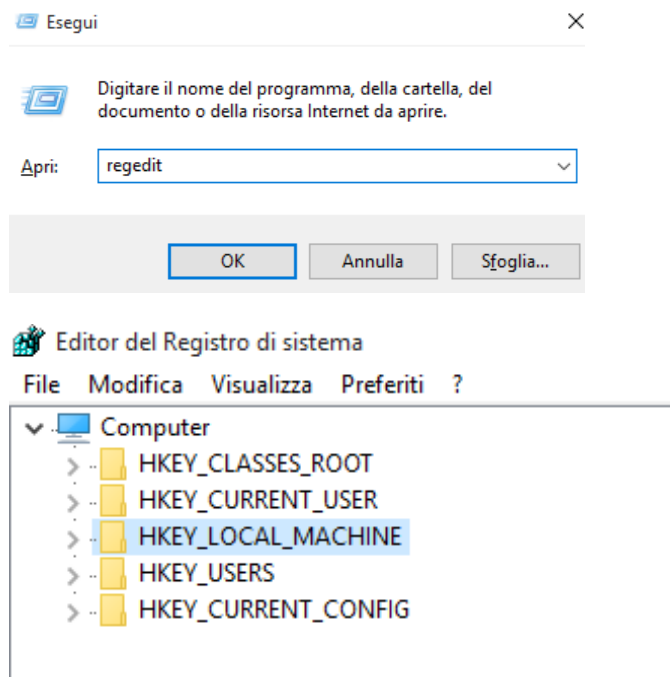 Esegui
Digitare il nome del programma, della cartella, del
documento o della risorsa Internet da aprire.
Apri: regedit
OK Annulla Sfoglia...
Editor del Registro di sistema
File Modifica Visualizza Preferiti ?
Computer
HKEY_CLASSES_ROOT
HKEY_CURRENT_USER
HKEY_LOCAL_MACHINE
HKEY_USERS
HKEY_CURRENT_CONFIG